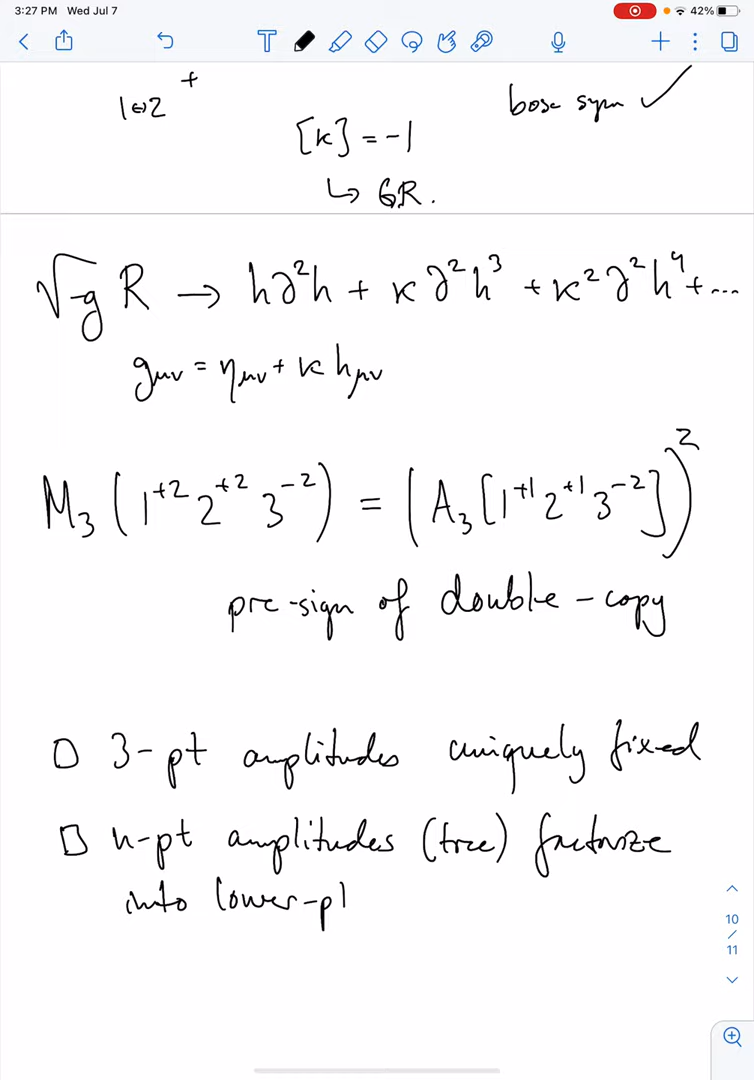 3:27 PM Wed Jul 7
42%
T
1↔2 +
bose sym ✓
[κ] = -1
↳ GR.
√-g R → h∂²h + κ∂²h³ + κ²∂²h⁴ + ...
gμν = ημν + κ hμν
M₃ (1⁺² 2⁺² 3⁻²) = (A₃ [1⁺¹ 2⁺¹ 3⁻²])²
pre-sign of double-copy
□ 3-pt amplitudes uniquely fixed
□ n-pt amplitudes (tree) factorize
into lower-pt
10
/
11